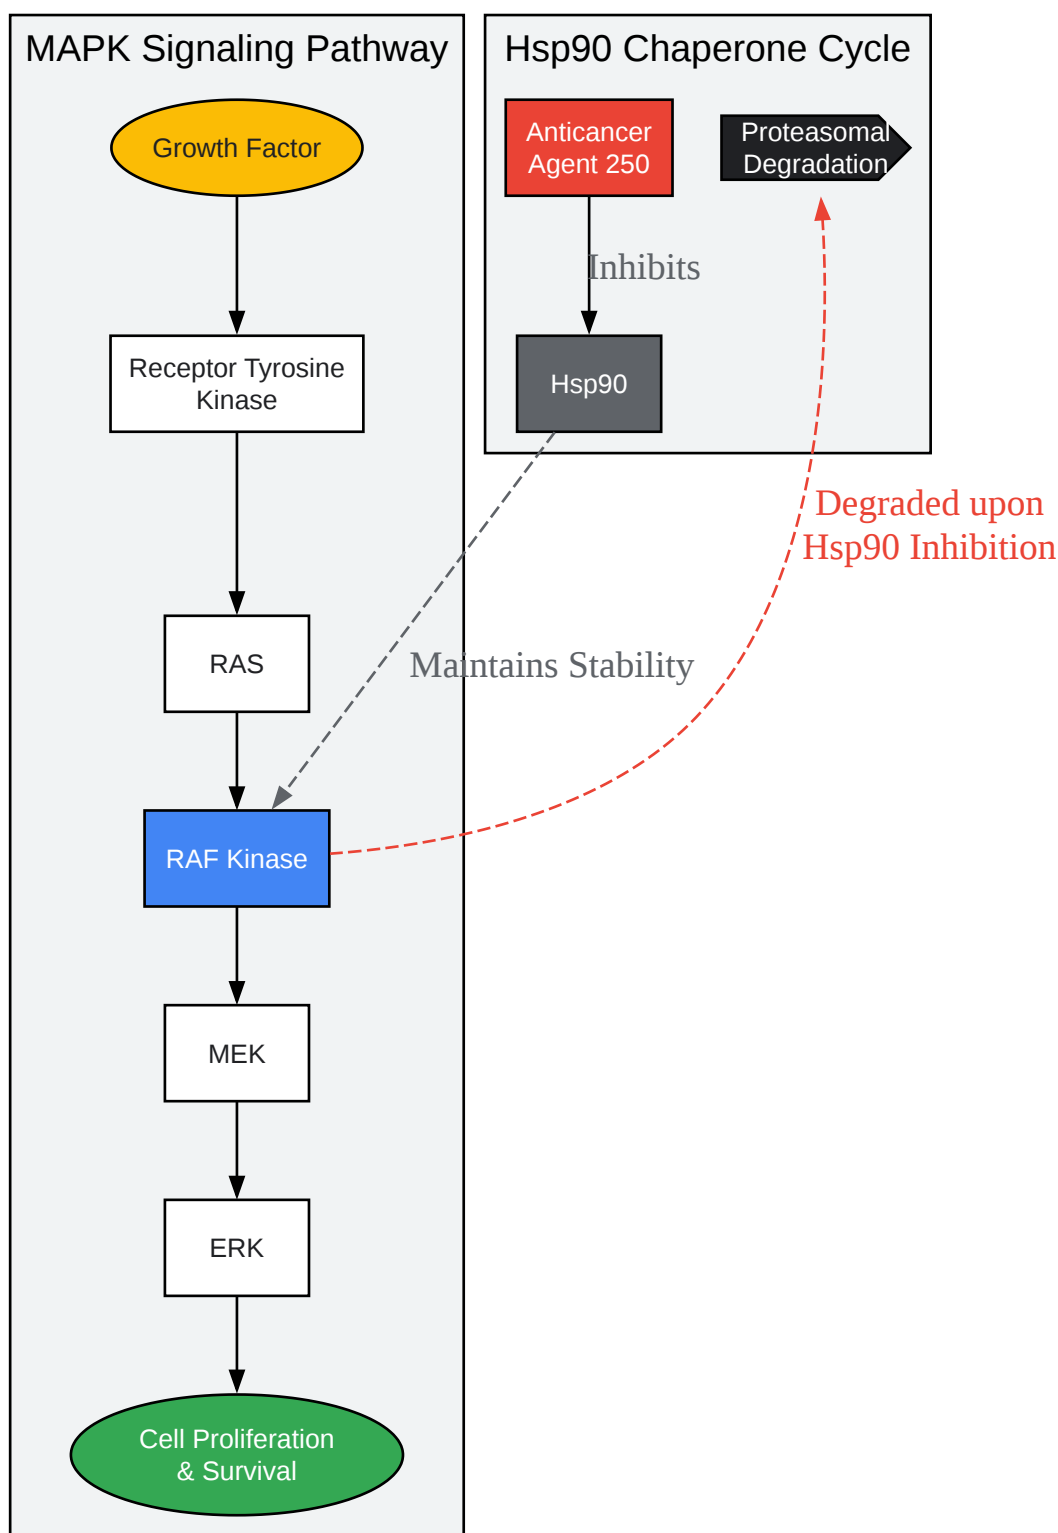 MAPK Signaling Pathway
Growth Factor
Receptor Tyrosine
Kinase
RAS
RAF Kinase
MEK
ERK
Cell Proliferation
& Survival
Hsp90 Chaperone Cycle
Anticancer
Agent 250
Proteasomal
Degradation
Inhibits
Hsp90
Degraded upon
Hsp90 Inhibition
Maintains Stability